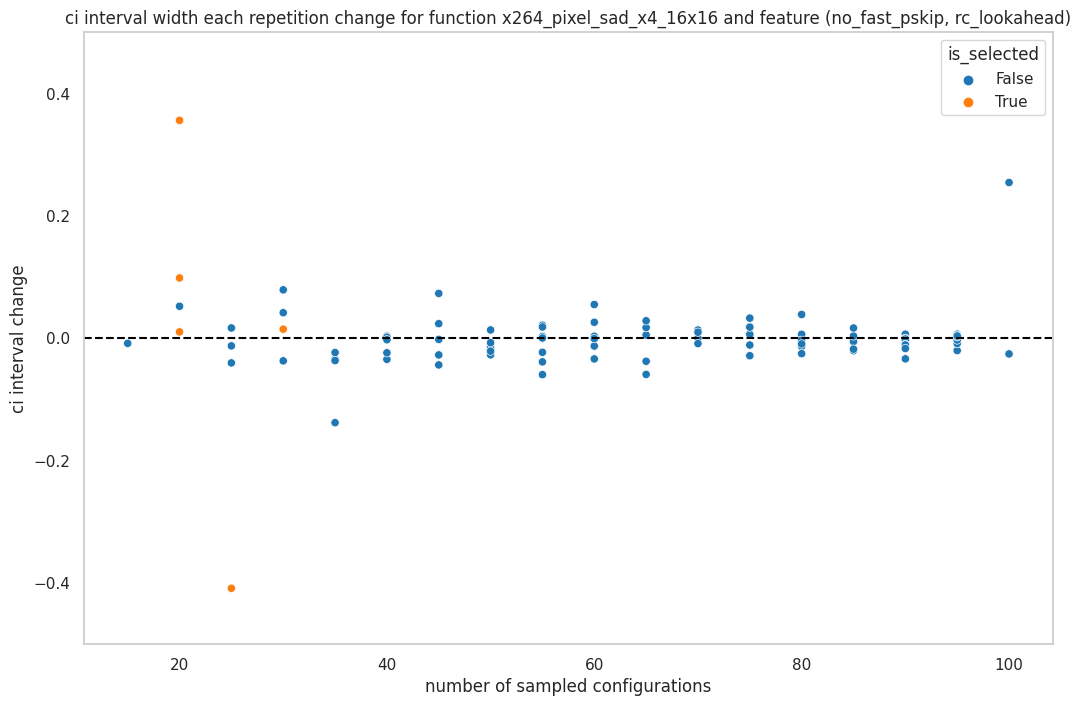 ci interval width each repetition change for function x264_pixel_sad_x4_16x16 and feature (no_fast_pskip, rc_lookahead)
is_selected
False
True
ci interval change
0.4
0.2
0.0
−0.2
−0.4
20
40
60
80
100
number of sampled configurations